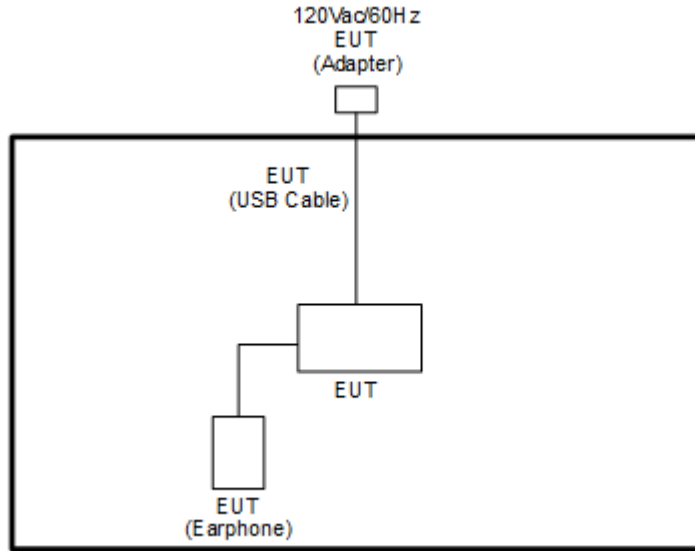 120Vac/60Hz
EUT
(Adapter)
EUT
(USB Cable)
EUT
EUT
(Earphone)